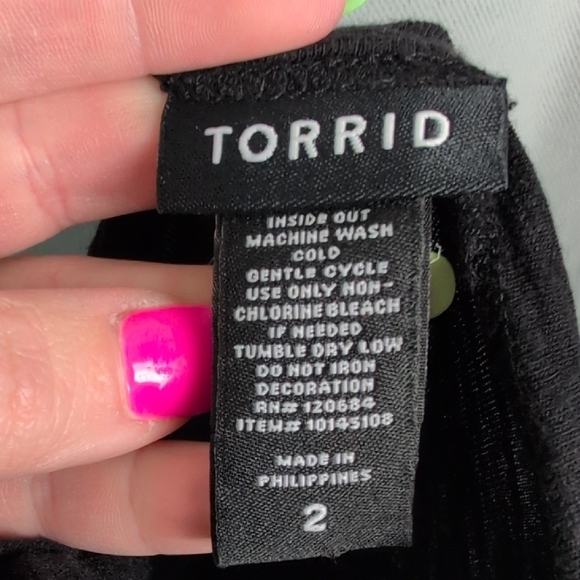 TORRID
INSIDE OUT
MACHINE WASH
COLD
GENTLE CYCLE
USE ONLY NON-
CHLORINE BLEACH
IF NEEDED
TUMBLE DRY LOW
DO NOT IRON
DECORATION
RN# 120684
ITEM# 10143108
MADE IN
PHILIPPINES
2